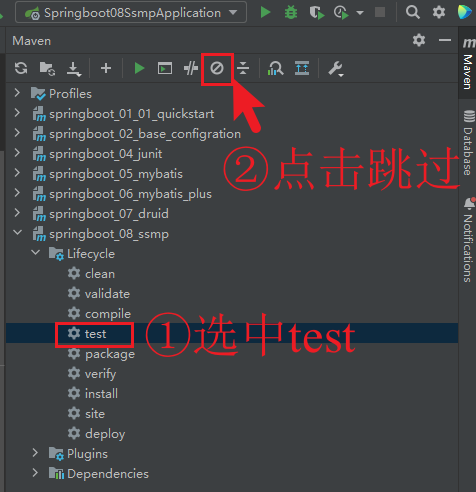 Springboot08SsmpApplication
Maven
Profiles
springboot_01_01_quickstart
springboot_02_base_configration
springboot_04_junit
springboot_05_mybatis
springboot_06_mybatis_plus
springboot_07_druid
springboot_08_ssmp
Lifecycle
clean
validate
compile
test
package
verify
install
site
deploy
Plugins
Dependencies
②点击跳过
①选中test
Maven
Database
Notifications